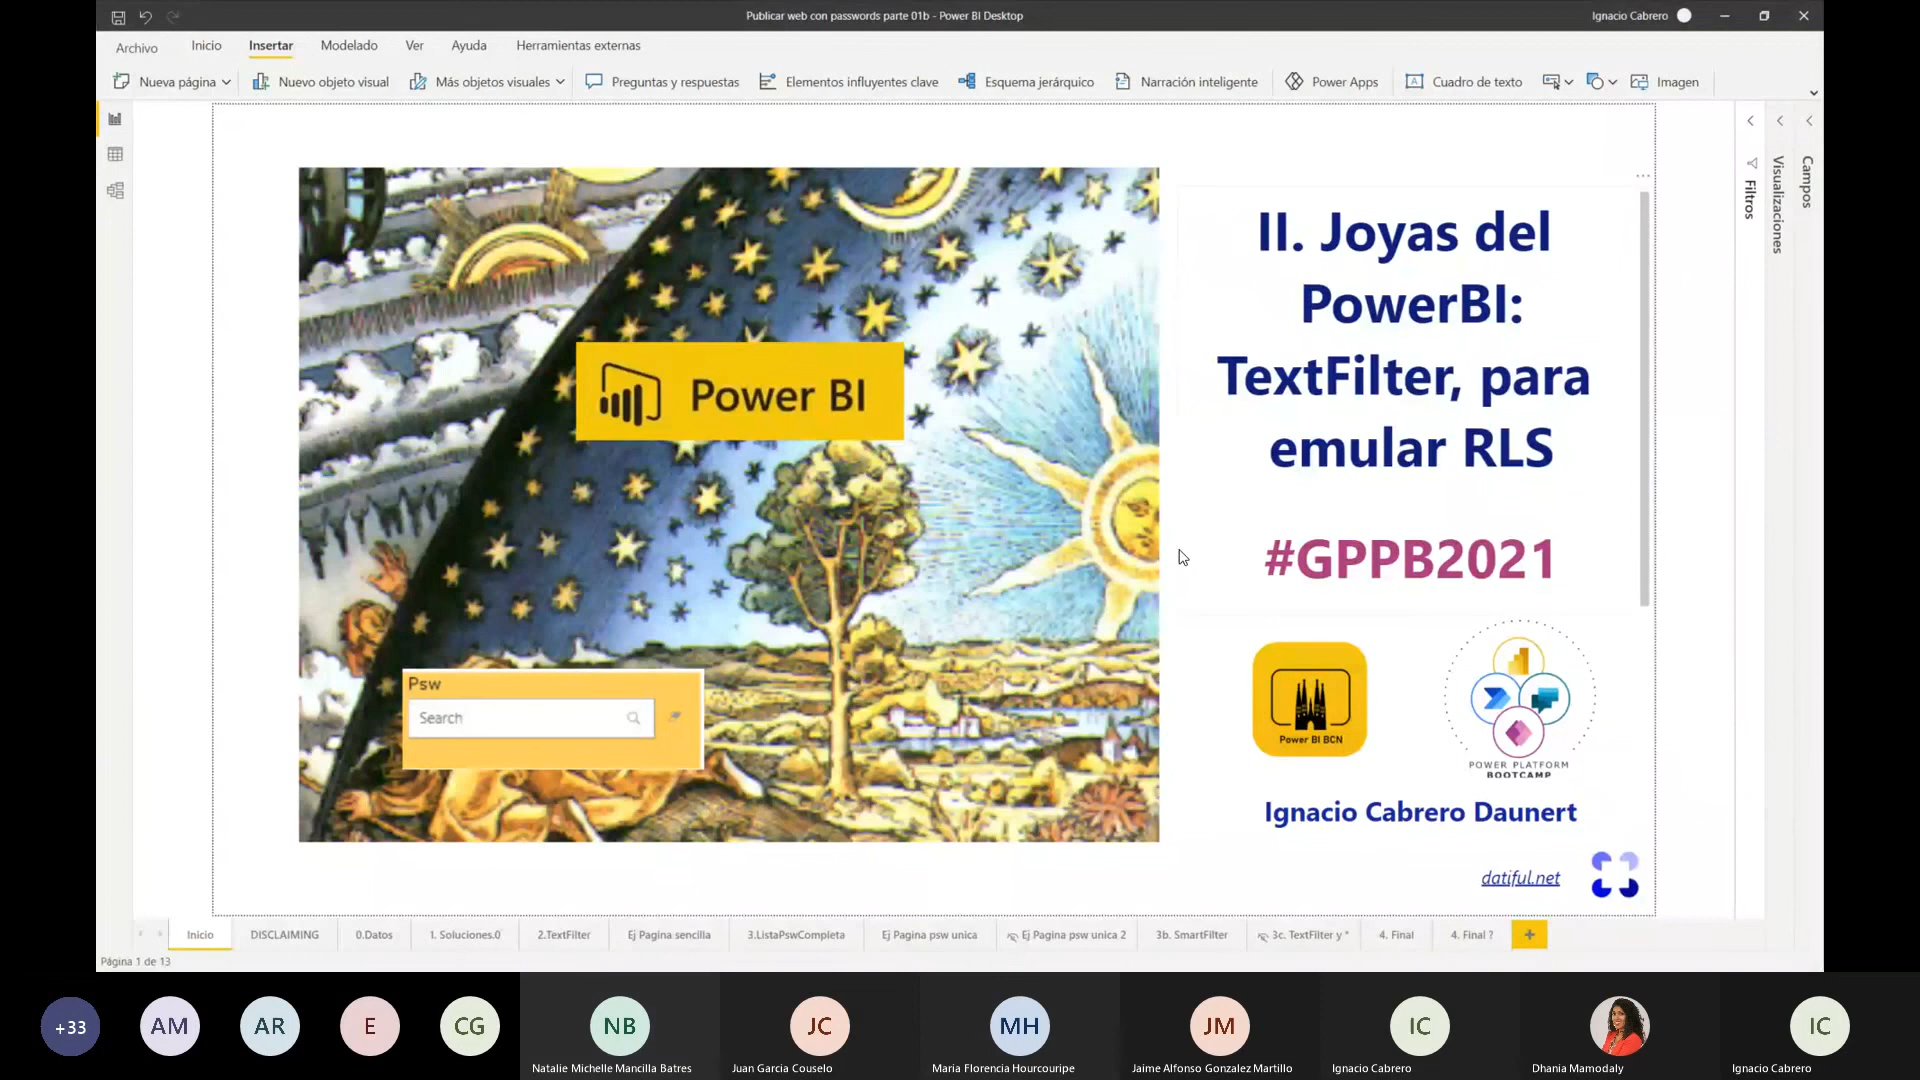 Publicar web con passwords parte 01b - Power BI Desktop
Ignacio Cabrero
Archivo
Inicio
Insertar
Modelado
Ver
Ayuda
Herramientas externas
Nueva página
Nuevo objeto visual
Más objetos visuales
Preguntas y respuestas
Elementos influyentes clave
Esquema jerárquico
Narración inteligente
Power Apps
Cuadro de texto
Imagen
Filtros
Visualizaciones
Campos
Power BI
Psw
Search
II. Joyas del
PowerBI:
TextFilter, para
emular RLS
#GPPB2021
Power BI BCN
POWER PLATFORM
BOOTCAMP
Ignacio Cabrero Daunert
datiful.net
Inicio
DISCLAIMING
0.Datos
1. Soluciones.0
2.TextFilter
Ej Pagina sencilla
3.ListaPswCompleta
Ej Pagina psw unica
Ej Pagina psw unica 2
3b. SmartFilter
3c. TextFilter y *
4. Final
4. Final ?
Página 1 de 13
+33
AM
AR
E
CG
NB
JC
MH
JM
IC
IC
Natalie Michelle Mancilla Batres
Juan Garcia Couselo
Maria Florencia Hourcouripe
Jaime Alfonso Gonzalez Martillo
Ignacio Cabrero
Dhania Mamodaly
Ignacio Cabrero